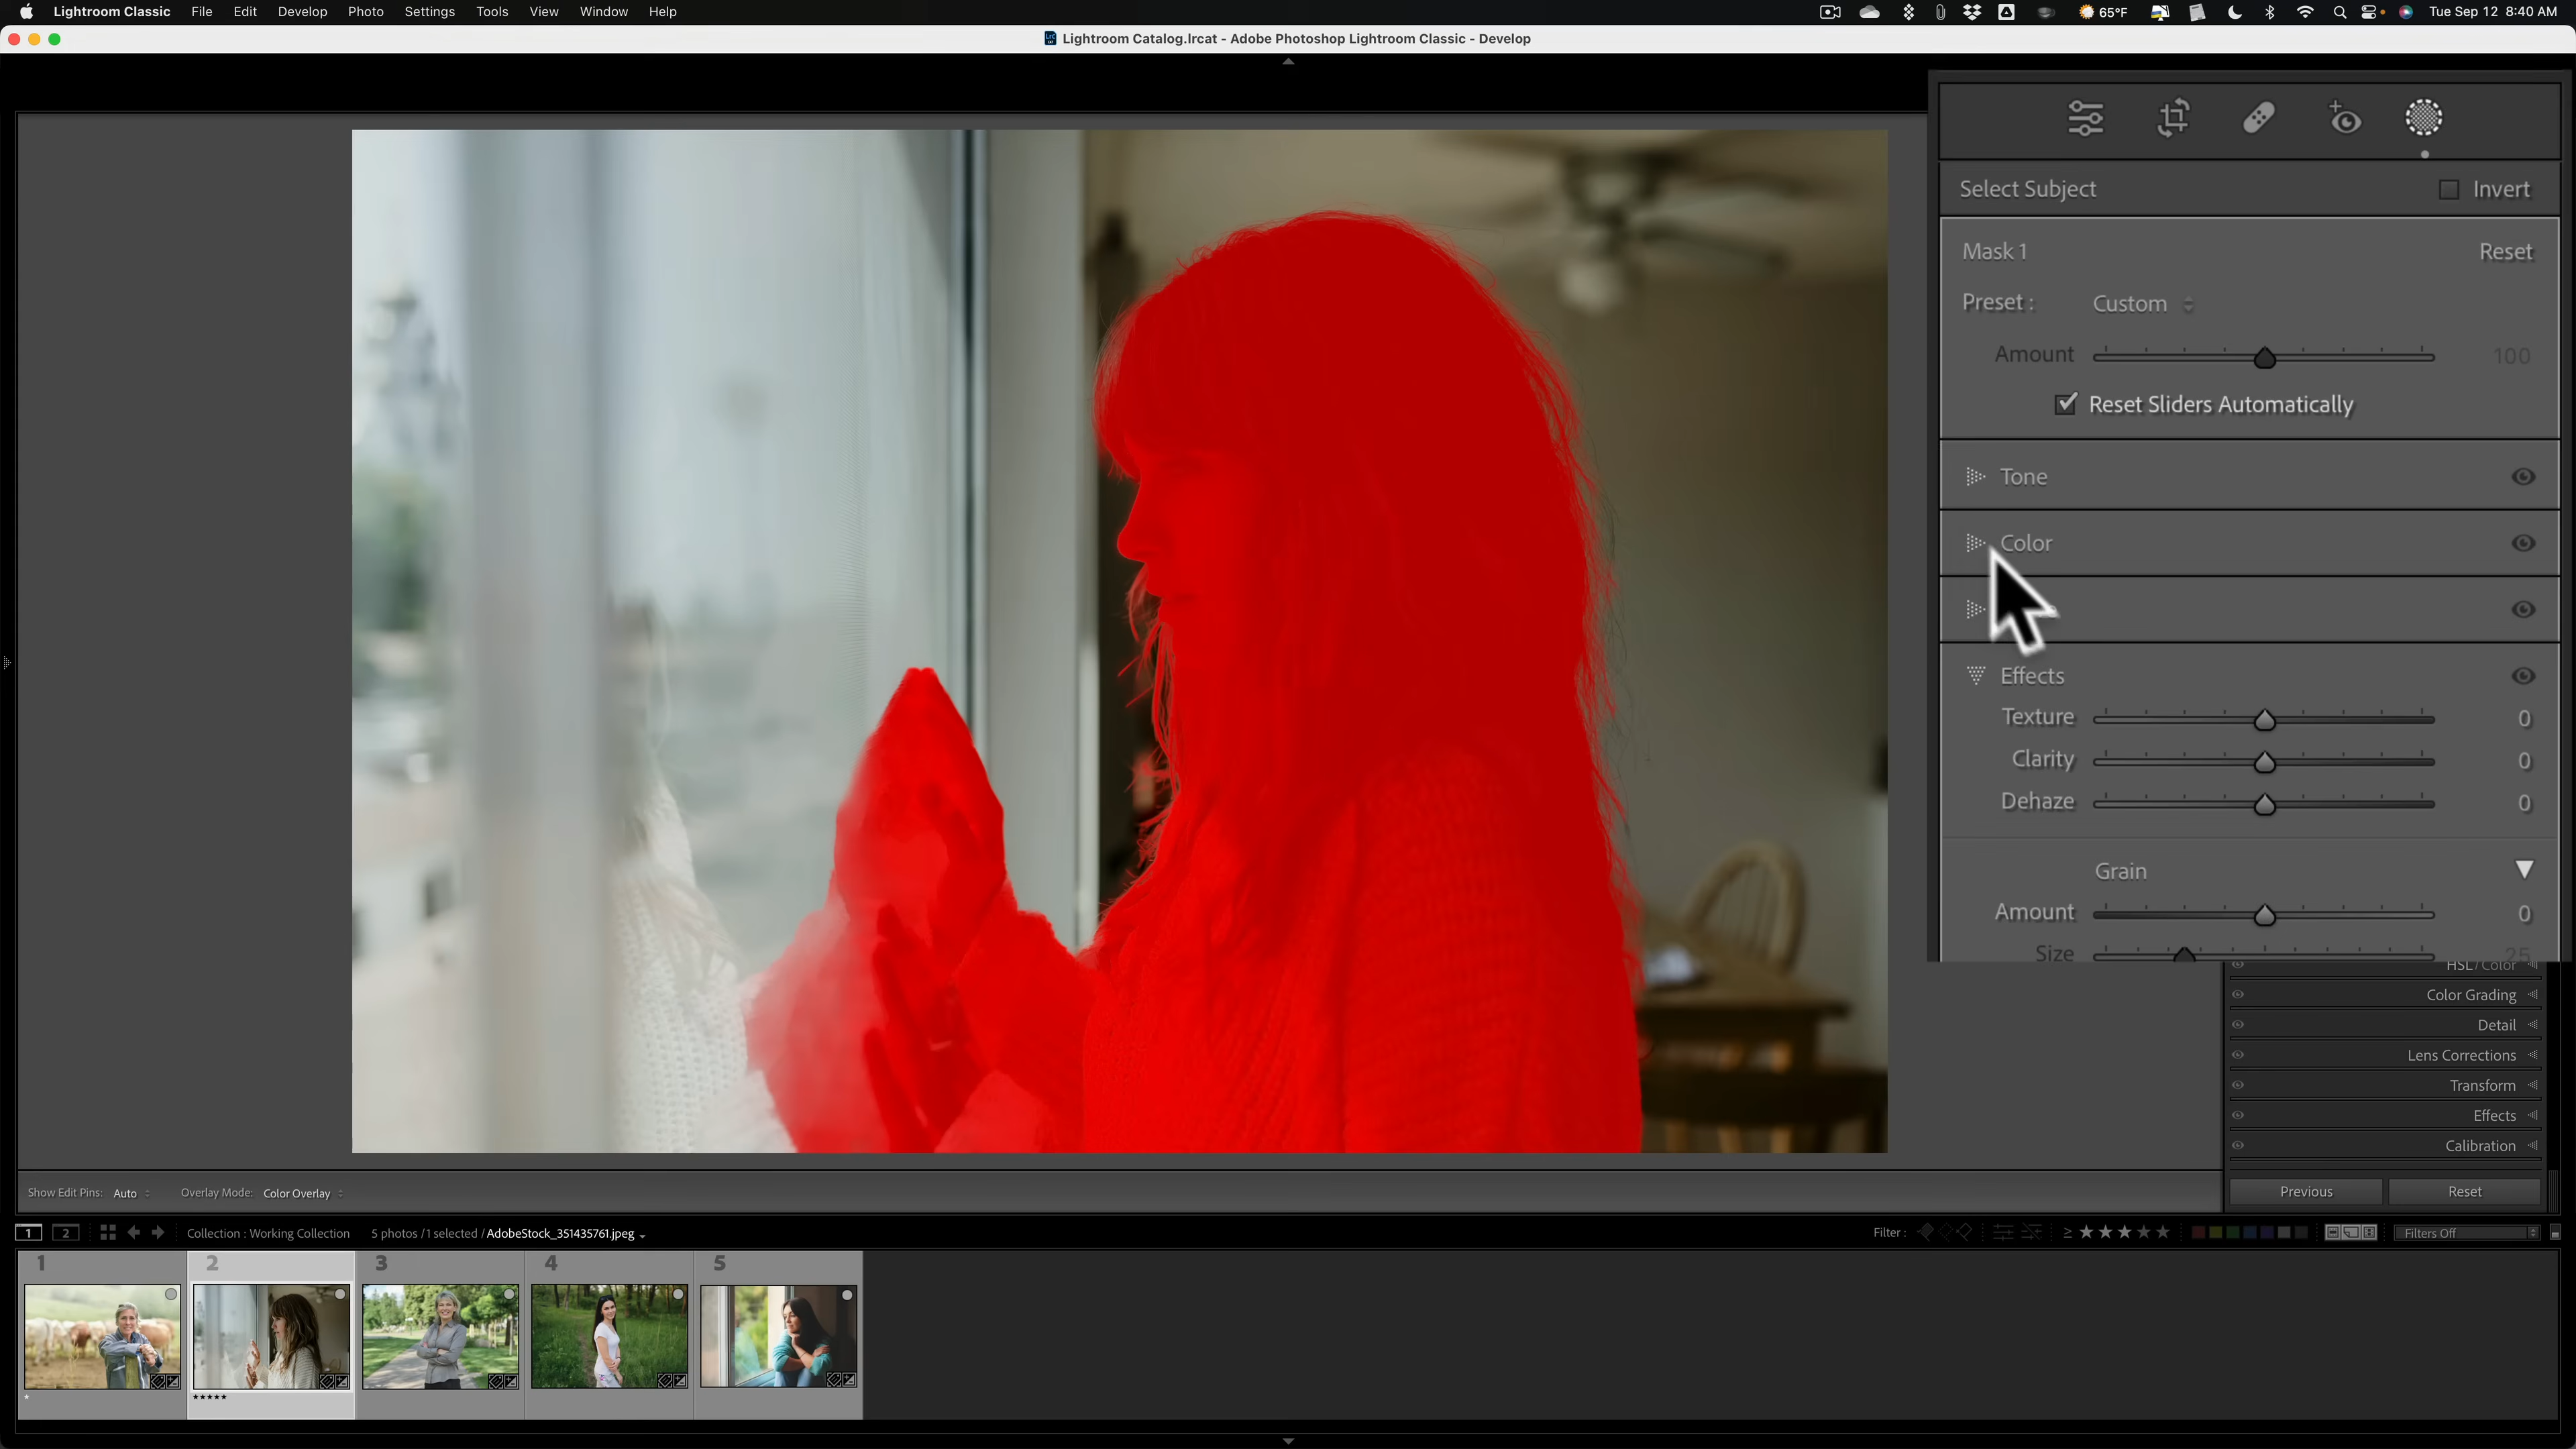 Lightroom Classic File Edit Develop Photo Settings Tools View Window Help 65°F Tue Sep 12 8:40 AM
Lightroom Catalog.lrcat - Adobe Photoshop Lightroom Classic - Develop
Select Subject Invert
Mask 1 Reset
Preset : Custom
Amount 100
Reset Sliders Automatically
Tone
Color
Effects
Texture 0
Clarity 0
Dehaze 0
Grain
Amount 0
Size 25
HSL / Color
Color Grading
Detail
Lens Corrections
Transform
Effects
Calibration
Show Edit Pins: Auto Overlay Mode: Color Overlay
Previous Reset
1 2 Collection : Working Collection 5 photos / 1 selected / AdobeStock_351435761.jpeg Filter : ≥ ★★★★★ Filters Off
1 2 3 4 5